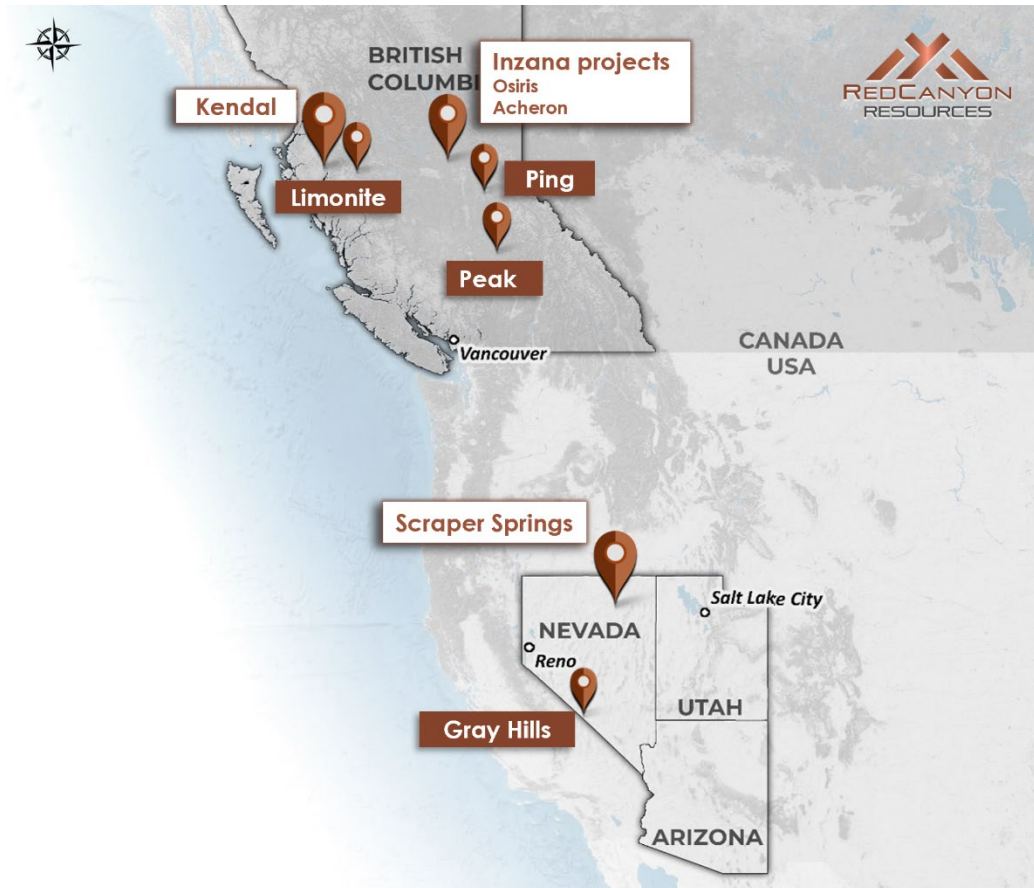 BRITISH
COLUMBI
Inzana projects
Osiris
Acheron
REDCANYON
RESOURCES
Kendal
Limonite
Ping
Peak
Vancouver
CANADA
USA
Scraper Springs
Salt Lake City
NEVADA
Reno
Gray Hills
UTAH
ARIZONA